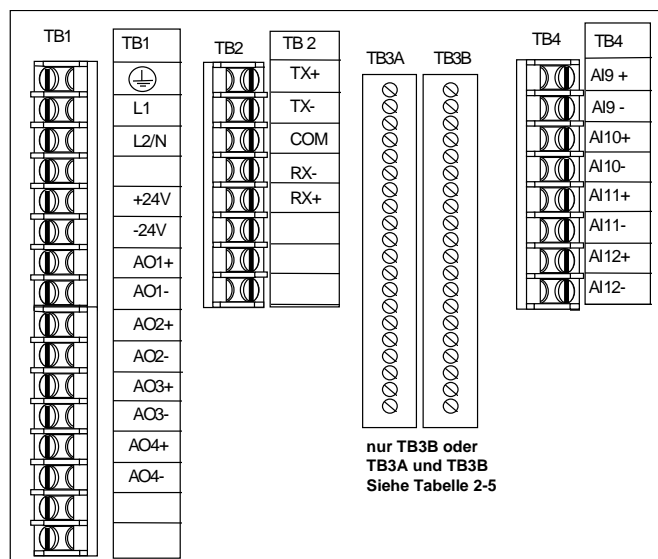 TB1
TB1
L1
L2/N
+24V
-24V
AO1+
AO1-
AO2+
AO2-
AO3+
AO3-
AO4+
AO4-
TB2
TB 2
TX+
TX-
COM
RX-
RX+
TB3A
TB3B
nur TB3B oder
TB3A und TB3B
Siehe Tabelle 2-5
TB4
TB4
AI9 +
AI9 -
AI10+
AI10-
AI11+
AI11-
AI12+
AI12-